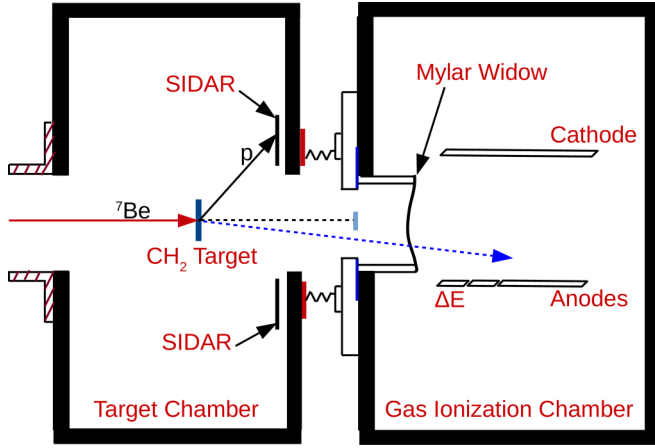 SIDAR
Mylar Widow
Cathode
p
⁷Be
CH₂ Target
ΔE
Anodes
SIDAR
Target Chamber
Gas Ionization Chamber